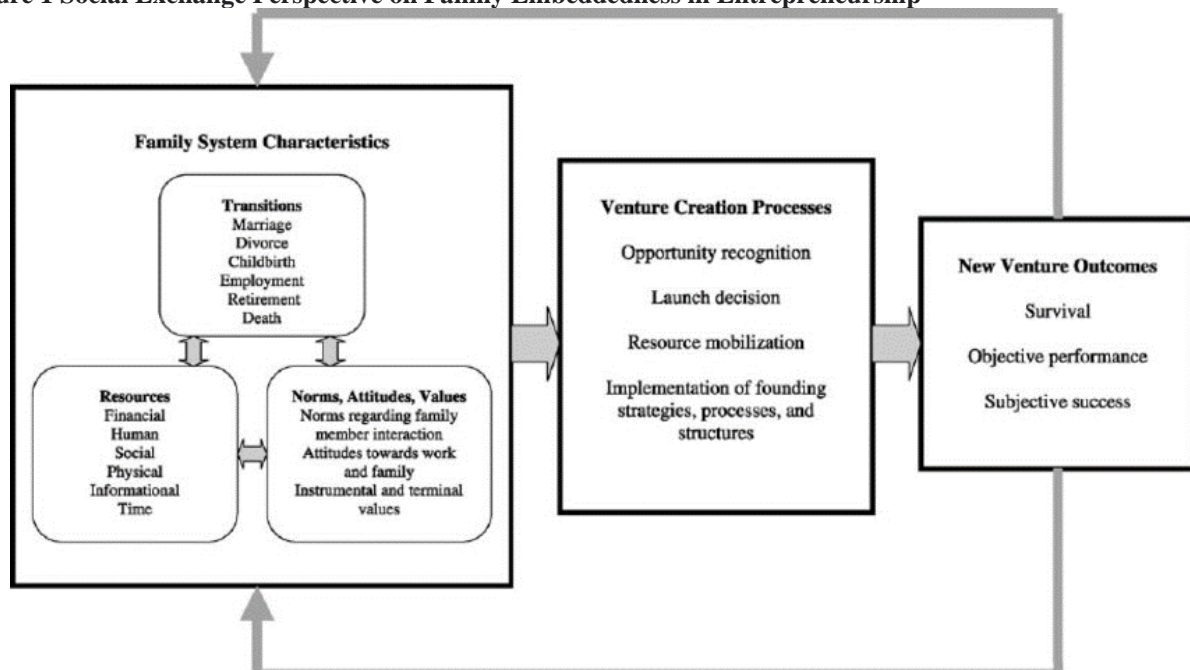 ure 1 Social Exchange Perspective on Family Embeddedness in Entrepreneurship
Family System Characteristics
Transitions
Marriage
Divorce
Childbirth
Employment
Retirement
Death
Resources
Financial
Human
Social
Physical
Informational
Time
Norms, Attitudes, Values
Norms regarding family
member interaction
Attitudes towards work
and family
Instrumental and terminal
values
Venture Creation Processes
Opportunity recognition
Launch decision
Resource mobilization
Implementation of founding
strategies, processes, and
structures
New Venture Outcomes
Survival
Objective performance
Subjective success